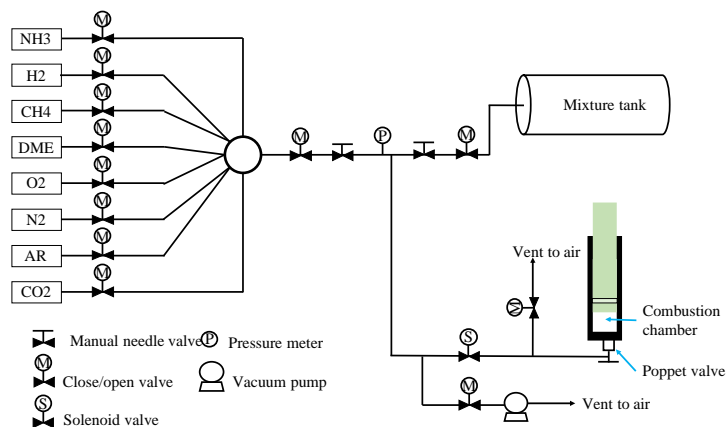 M
NH3
M
H2
M
CH4
M
DME
M
O2
M
N2
M
AR
M
CO2
M
P
M
Mixture tank
Vent to air
M
Combustion
chamber
Poppet valve
S
M
Vent to air
Manual needle valve
P Pressure meter
M
Close/open valve
Vacuum pump
S
Solenoid valve